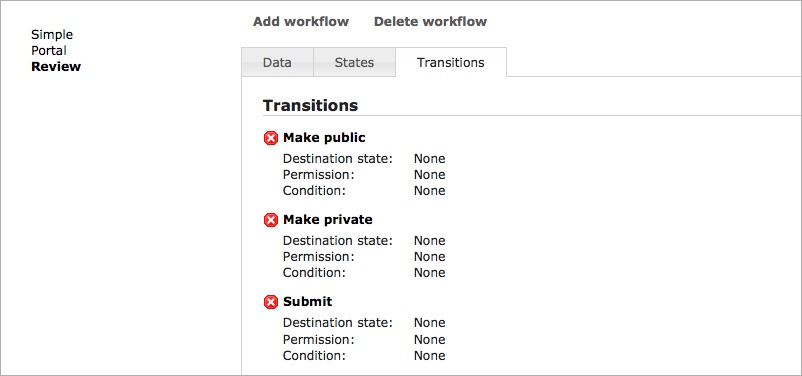 Simple
Portal
Review
Add workflow Delete workflow
Data States Transitions
Transitions
Make public
Destination state: None
Permission: None
Condition: None
Make private
Destination state: None
Permission: None
Condition: None
Submit
Destination state: None
Permission: None
Condition: None